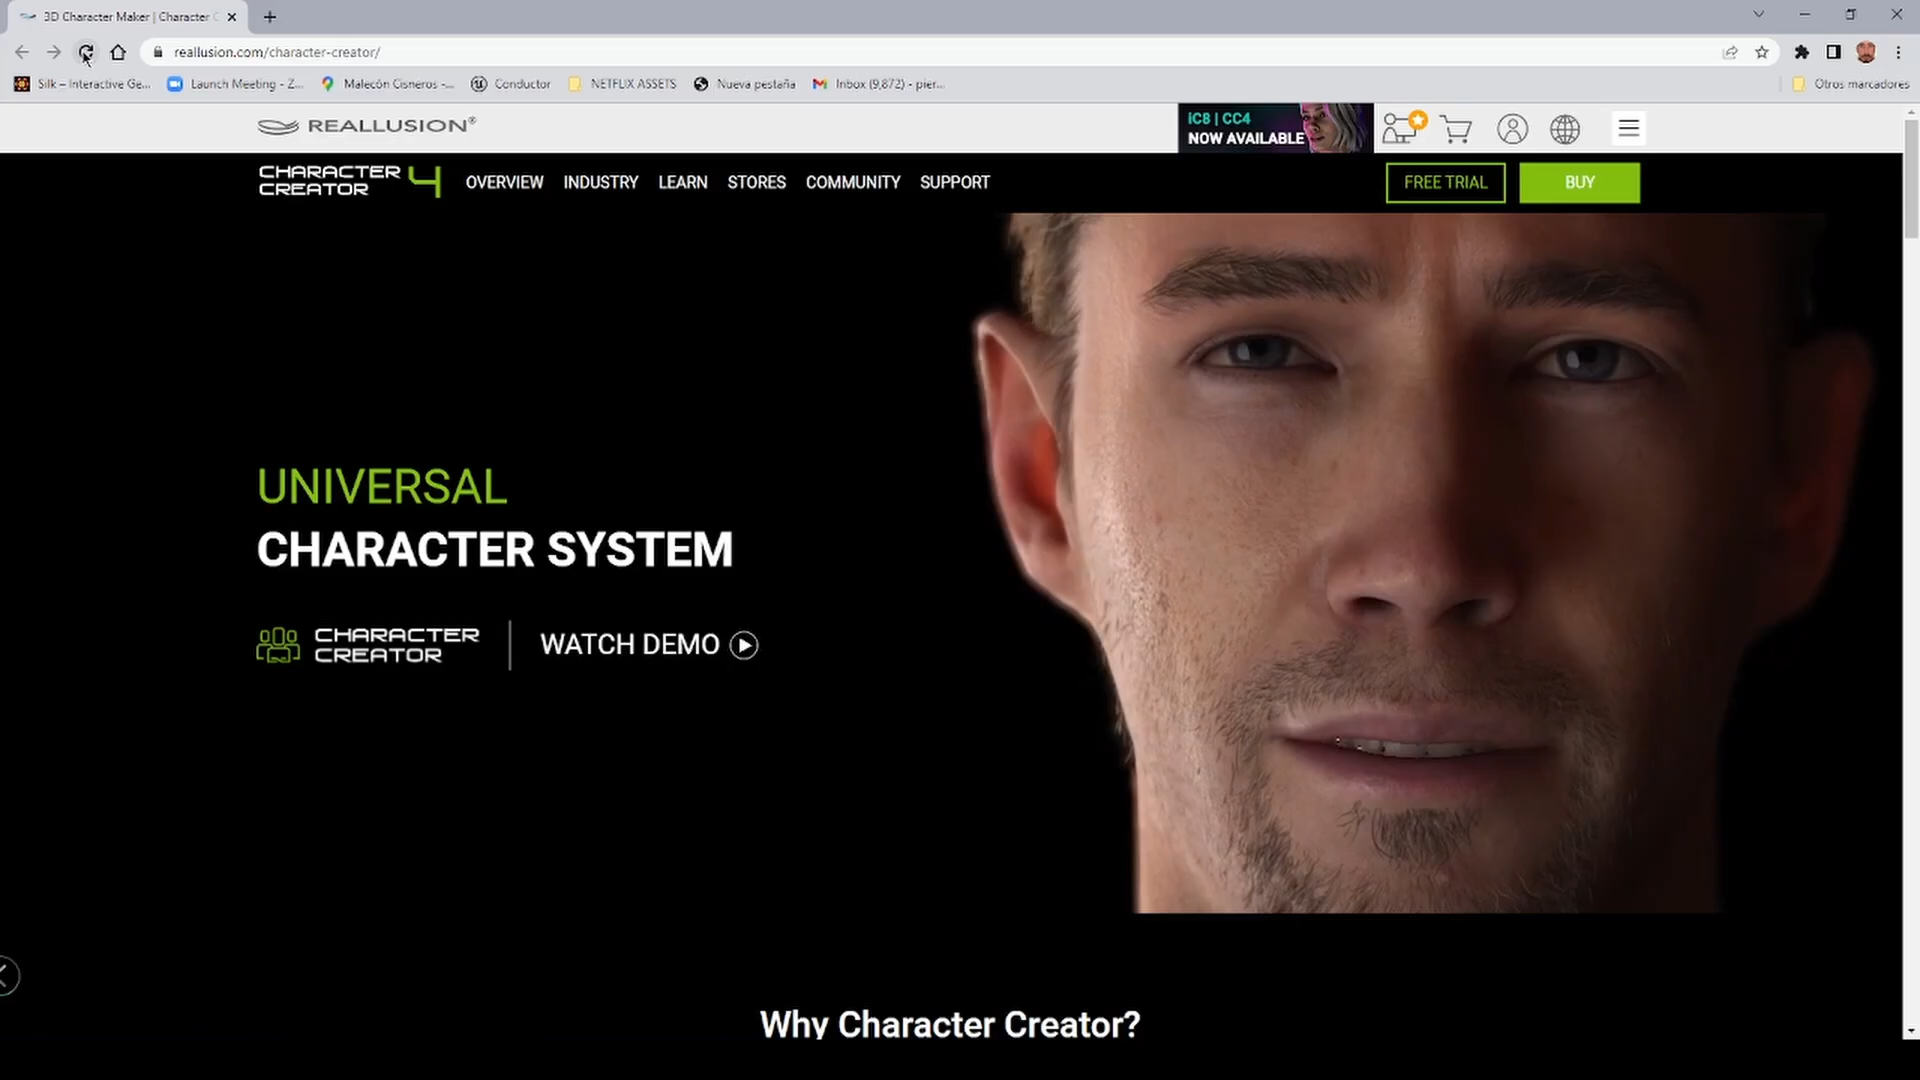 3D Character Maker | Character C
reallusion.com/character-creator/
Silk – Interactive Ge...
Launch Meeting - Z...
Malecón Cisneros -...
Conductor
NETFLIX ASSETS
Nueva pestaña
Inbox (9,872) - pier...
Otros marcadores
REALLUSION®
iC8 | CC4
NOW AVAILABLE
CHARACTER
CREATOR 4
OVERVIEW
INDUSTRY
LEARN
STORES
COMMUNITY
SUPPORT
FREE TRIAL
BUY
UNIVERSAL
CHARACTER SYSTEM
CHARACTER
CREATOR
WATCH DEMO
Why Character Creator?